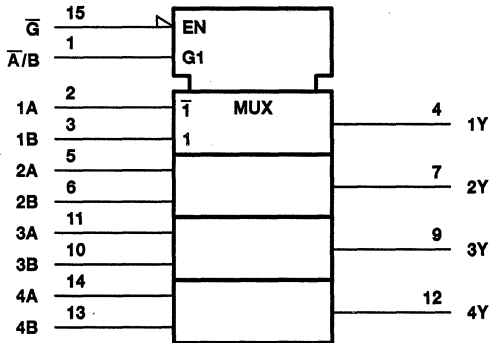 G̅ 15 EN
A̅/B 1 G1
MUX
1A 2 1̅
1B 3 1
4 1Y
2A 5
2B 6
7 2Y
3A 11
3B 10
9 3Y
4A 14
4B 13
12 4Y